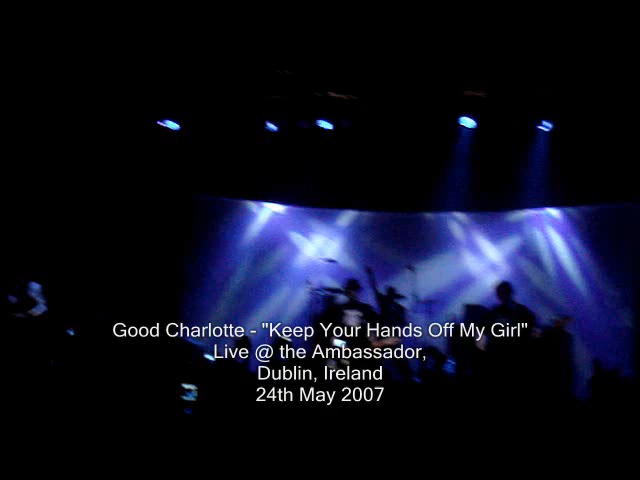 Good Charlotte - "Keep Your Hands Off My Girl"
Live @ the Ambassador,
Dublin, Ireland
24th May 2007